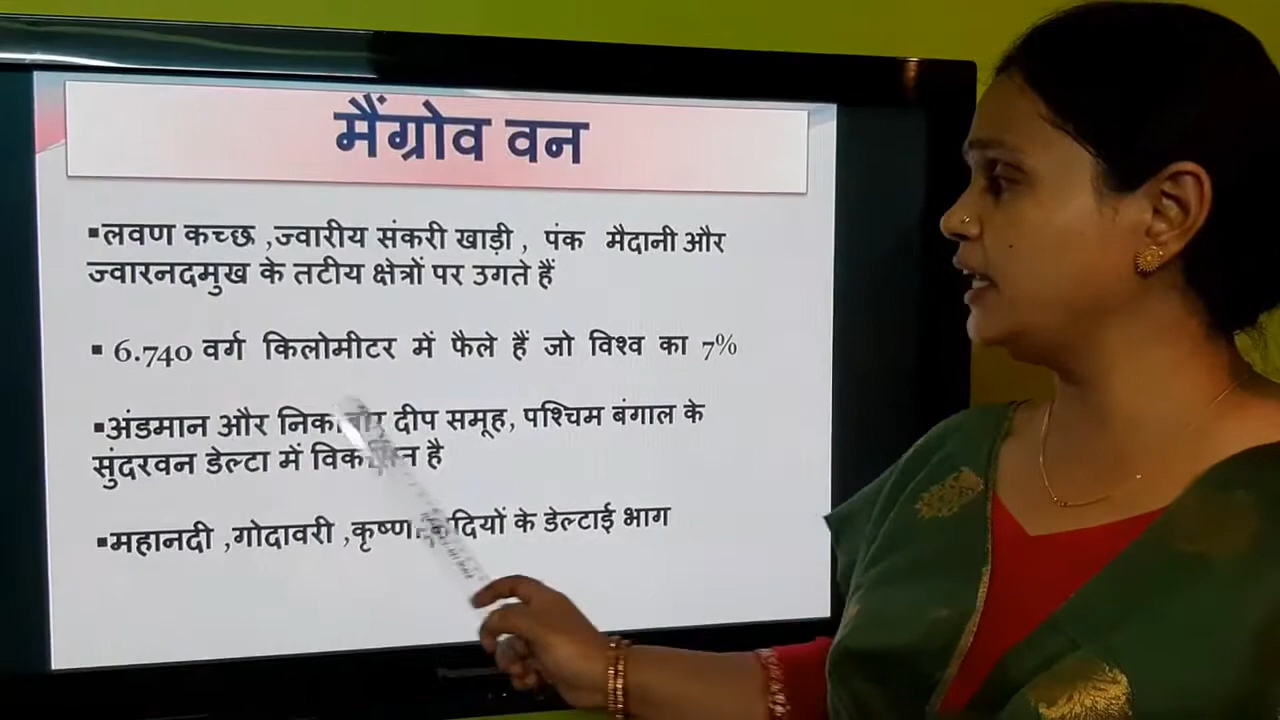 मैंग्रोव वन
▪लवण कच्छ ,ज्वारीय संकरी खाड़ी , पंक मैदानी और
ज्वारनदमुख के तटीय क्षेत्रों पर उगते हैं
▪ 6.740 वर्ग किलोमीटर में फैले हैं जो विश्व का 7%
▪अंडमान और दीप समूह, पश्चिम बंगाल के
सुंदरवन डेल्टा में है
▪महानदी ,गोदावरी ,के डेल्टाई भाग